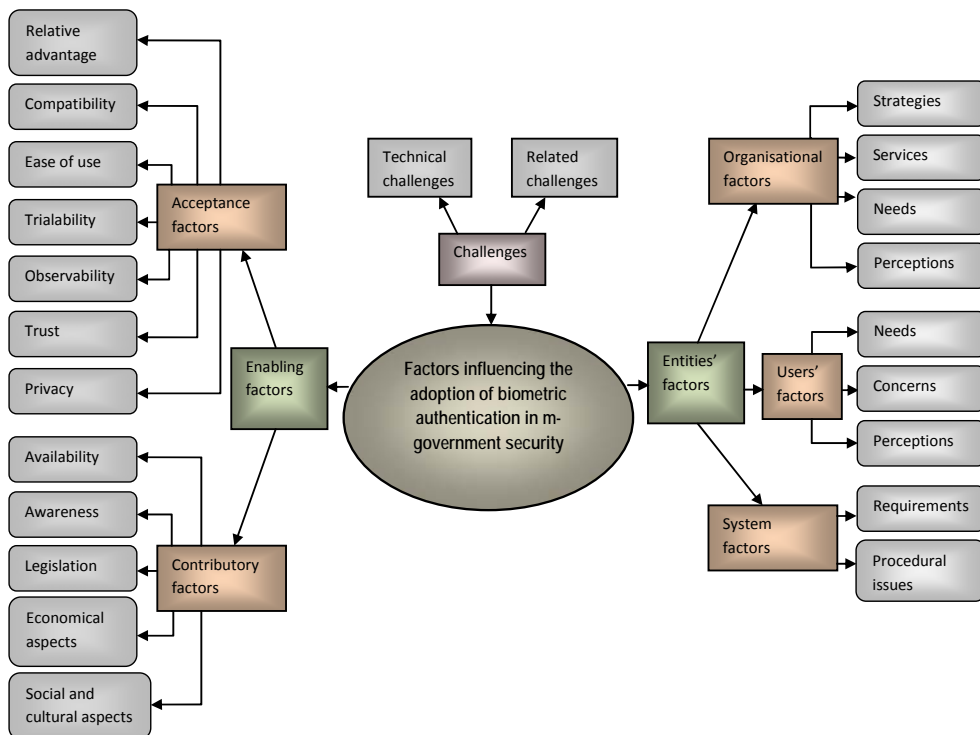 Relative
advantage
Compatibility
Ease of use
Trialability
Observability
Trust
Privacy
Acceptance
factors
Availability
Awareness
Legislation
Economical
aspects
Social and
cultural aspects
Contributory
factors
Enabling
factors
Technical
challenges
Related
challenges
Challenges
Factors influencing the
adoption of biometric
authentication in m-
government security
Entities’
factors
Organisational
factors
Strategies
Services
Needs
Perceptions
Users’
factors
Needs
Concerns
Perceptions
System
factors
Requirements
Procedural
issues